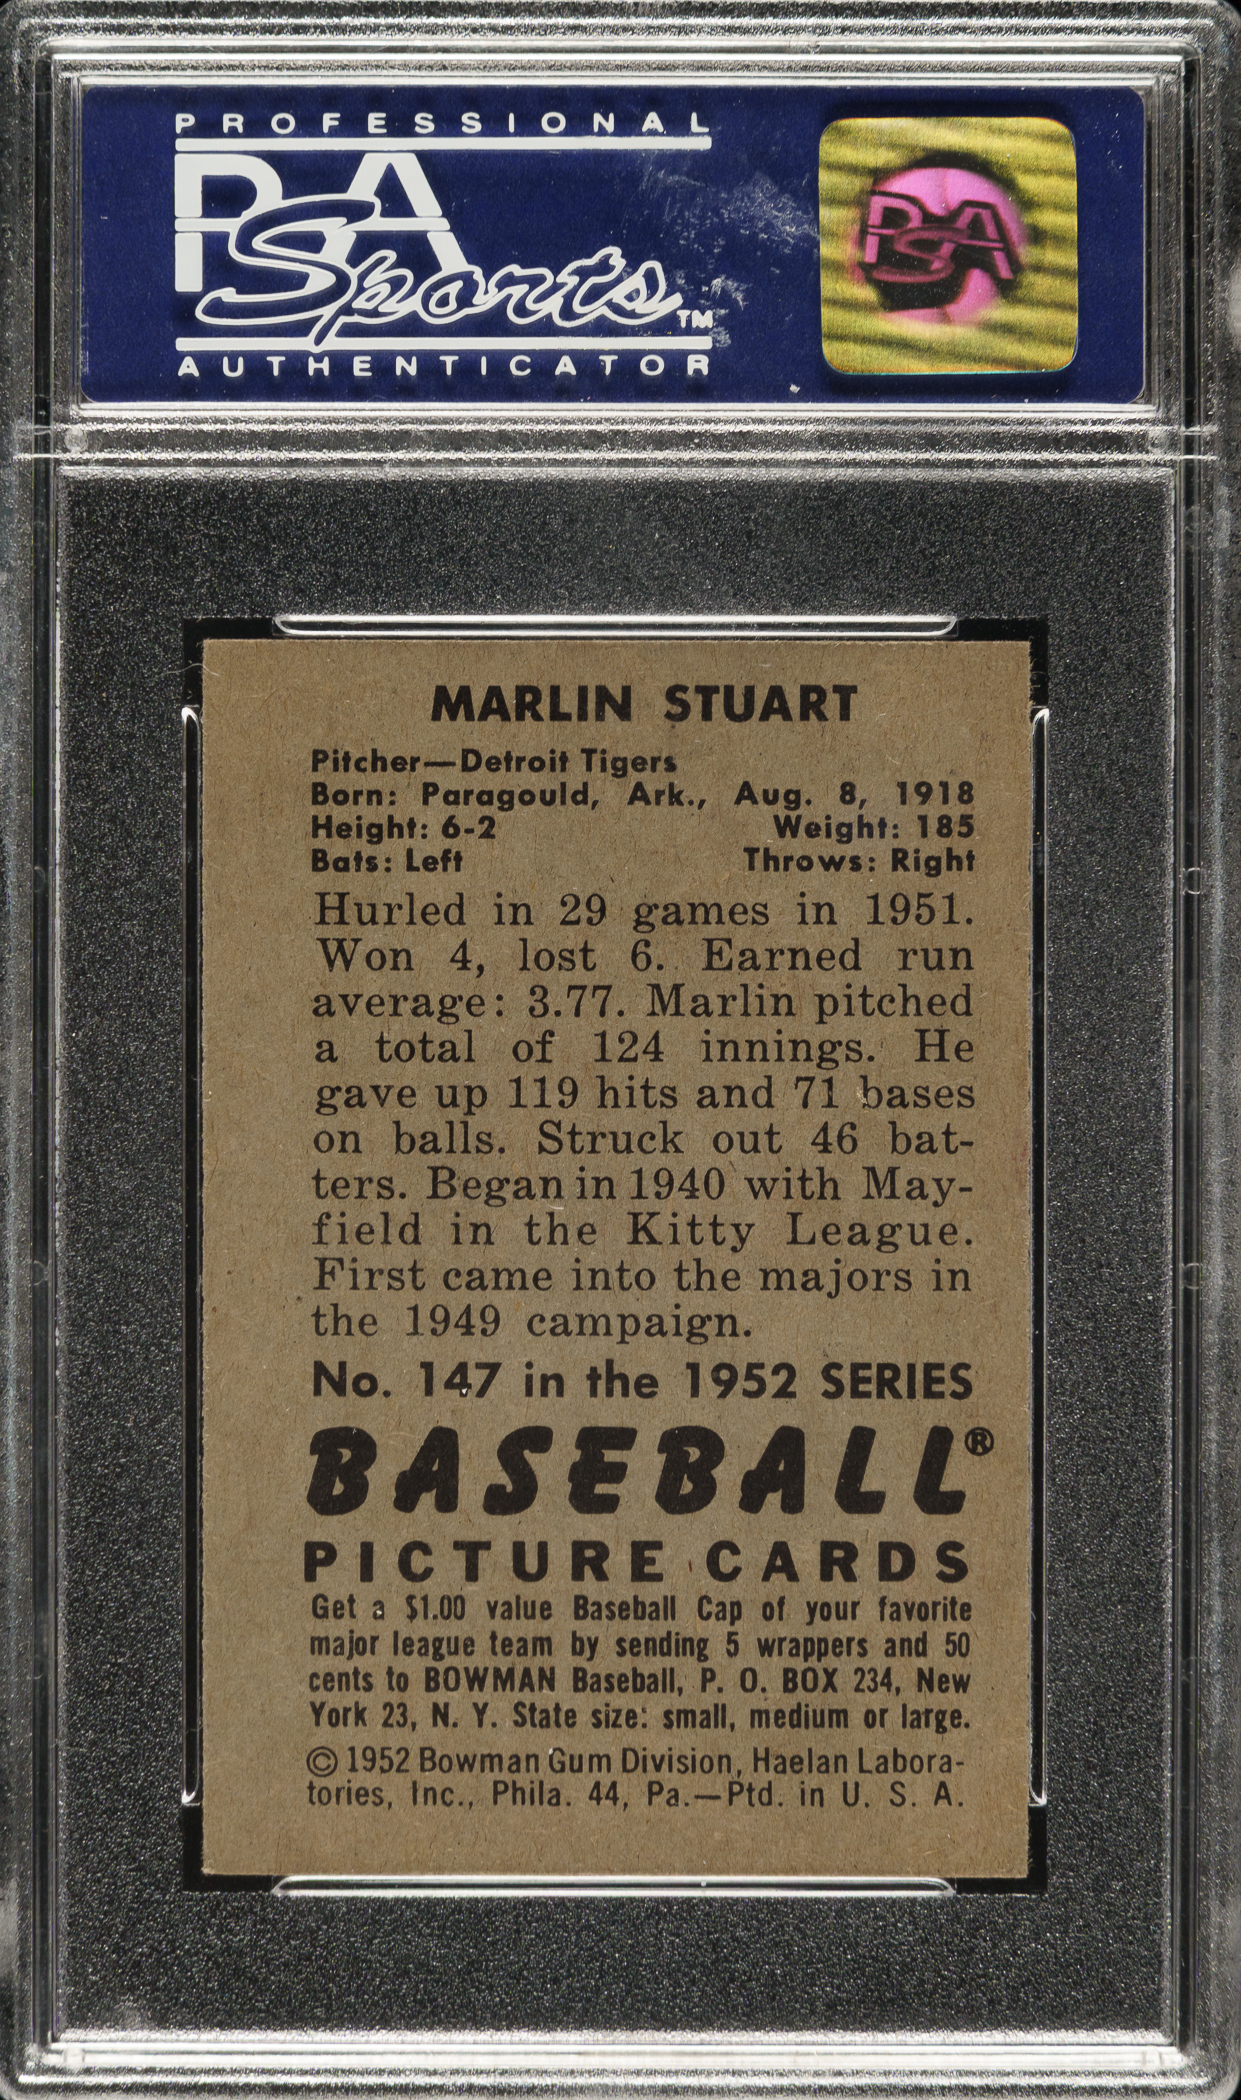 PROFESSIONAL
PSA
Sports™
AUTHENTICATOR
PSA
MARLIN STUART
Pitcher—Detroit Tigers
Born: Paragould, Ark., Aug. 8, 1918
Height: 6-2 Weight: 185
Bats: Left Throws: Right
Hurled in 29 games in 1951.
Won 4, lost 6. Earned run
average: 3.77. Marlin pitched
a total of 124 innings. He
gave up 119 hits and 71 bases
on balls. Struck out 46 bat-
ters. Began in 1940 with May-
field in the Kitty League.
First came into the majors in
the 1949 campaign.
No. 147 in the 1952 SERIES
BASEBALL®
PICTURE CARDS
Get a $1.00 value Baseball Cap of your favorite
major league team by sending 5 wrappers and 50
cents to BOWMAN Baseball, P. O. BOX 234, New
York 23, N. Y. State size: small, medium or large.
© 1952 Bowman Gum Division, Haelan Labora-
tories, Inc., Phila. 44, Pa.—Ptd. in U. S. A.